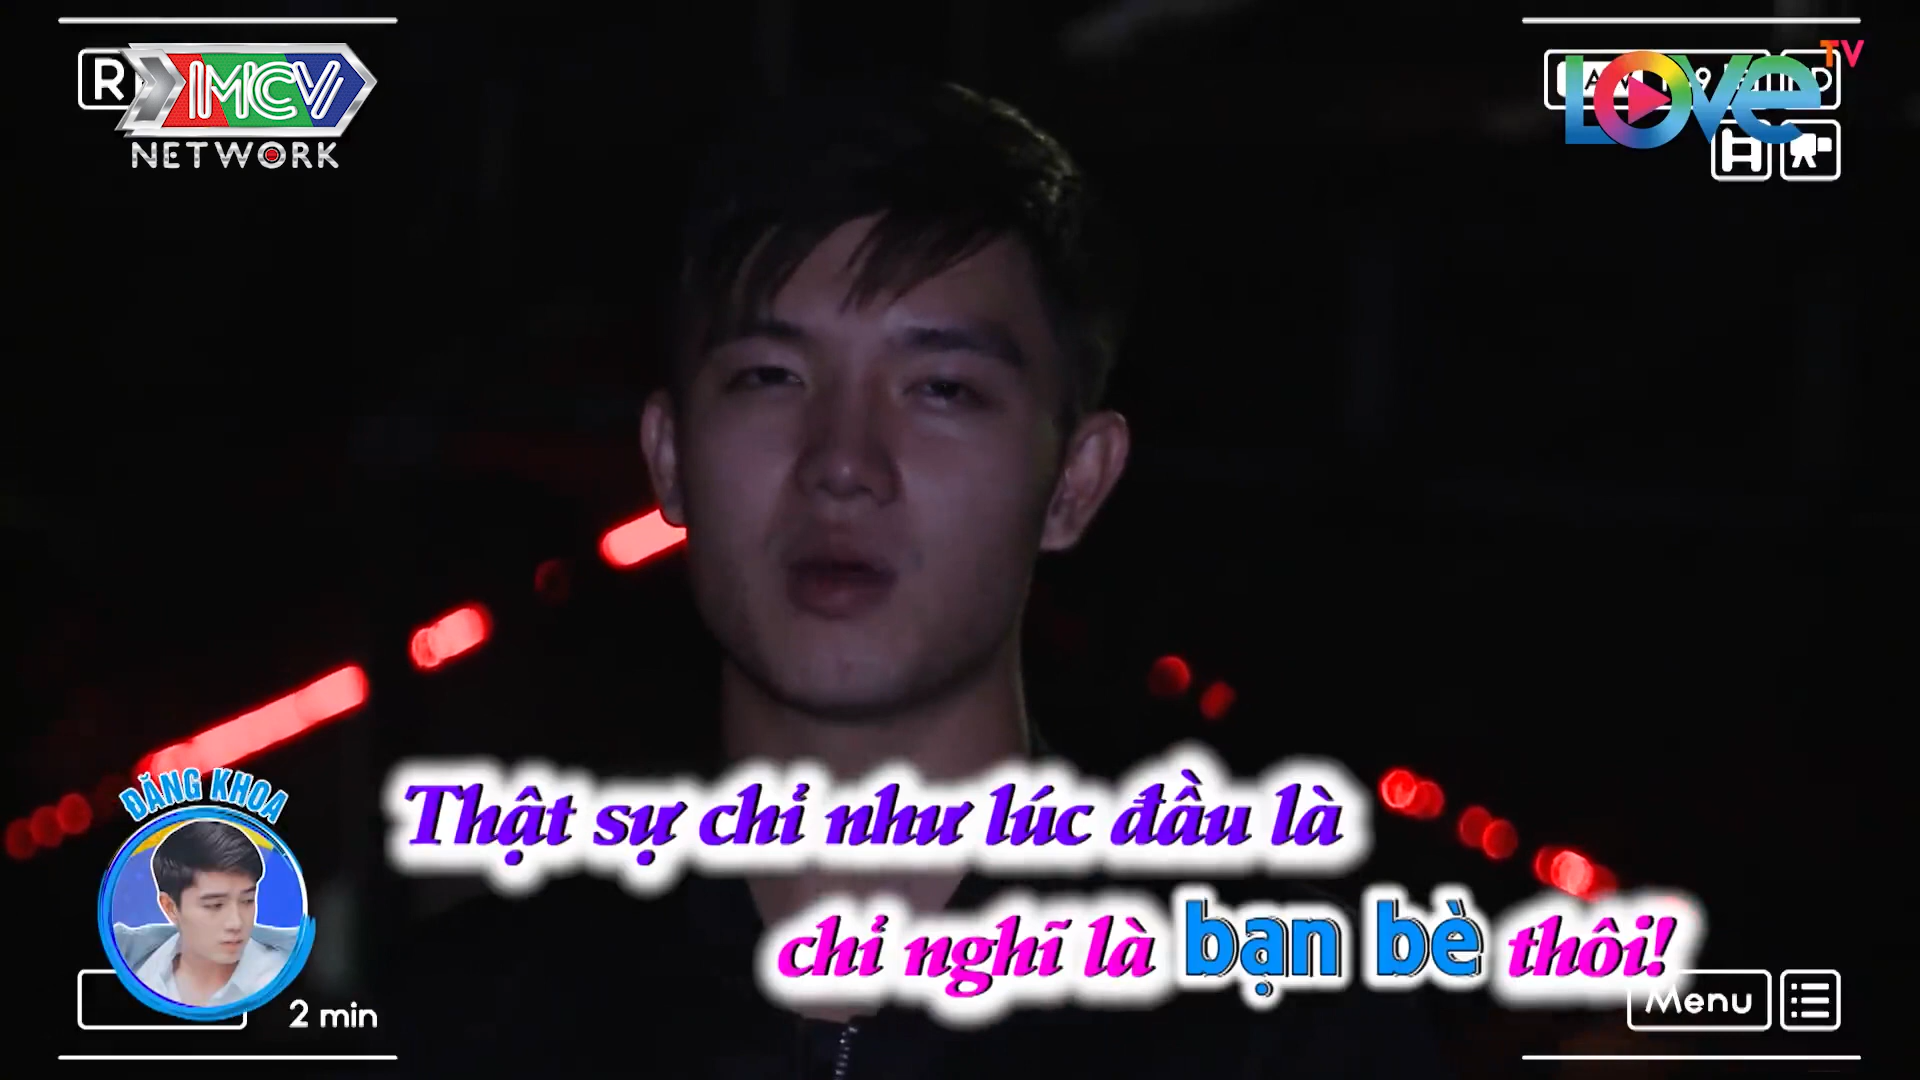 MCV
NETWORK
LOVE TV
ĐĂNG KHOA
Thật sự chỉ như lúc đầu là
chỉ nghĩ là bạn bè thôi!
2 min
Menu